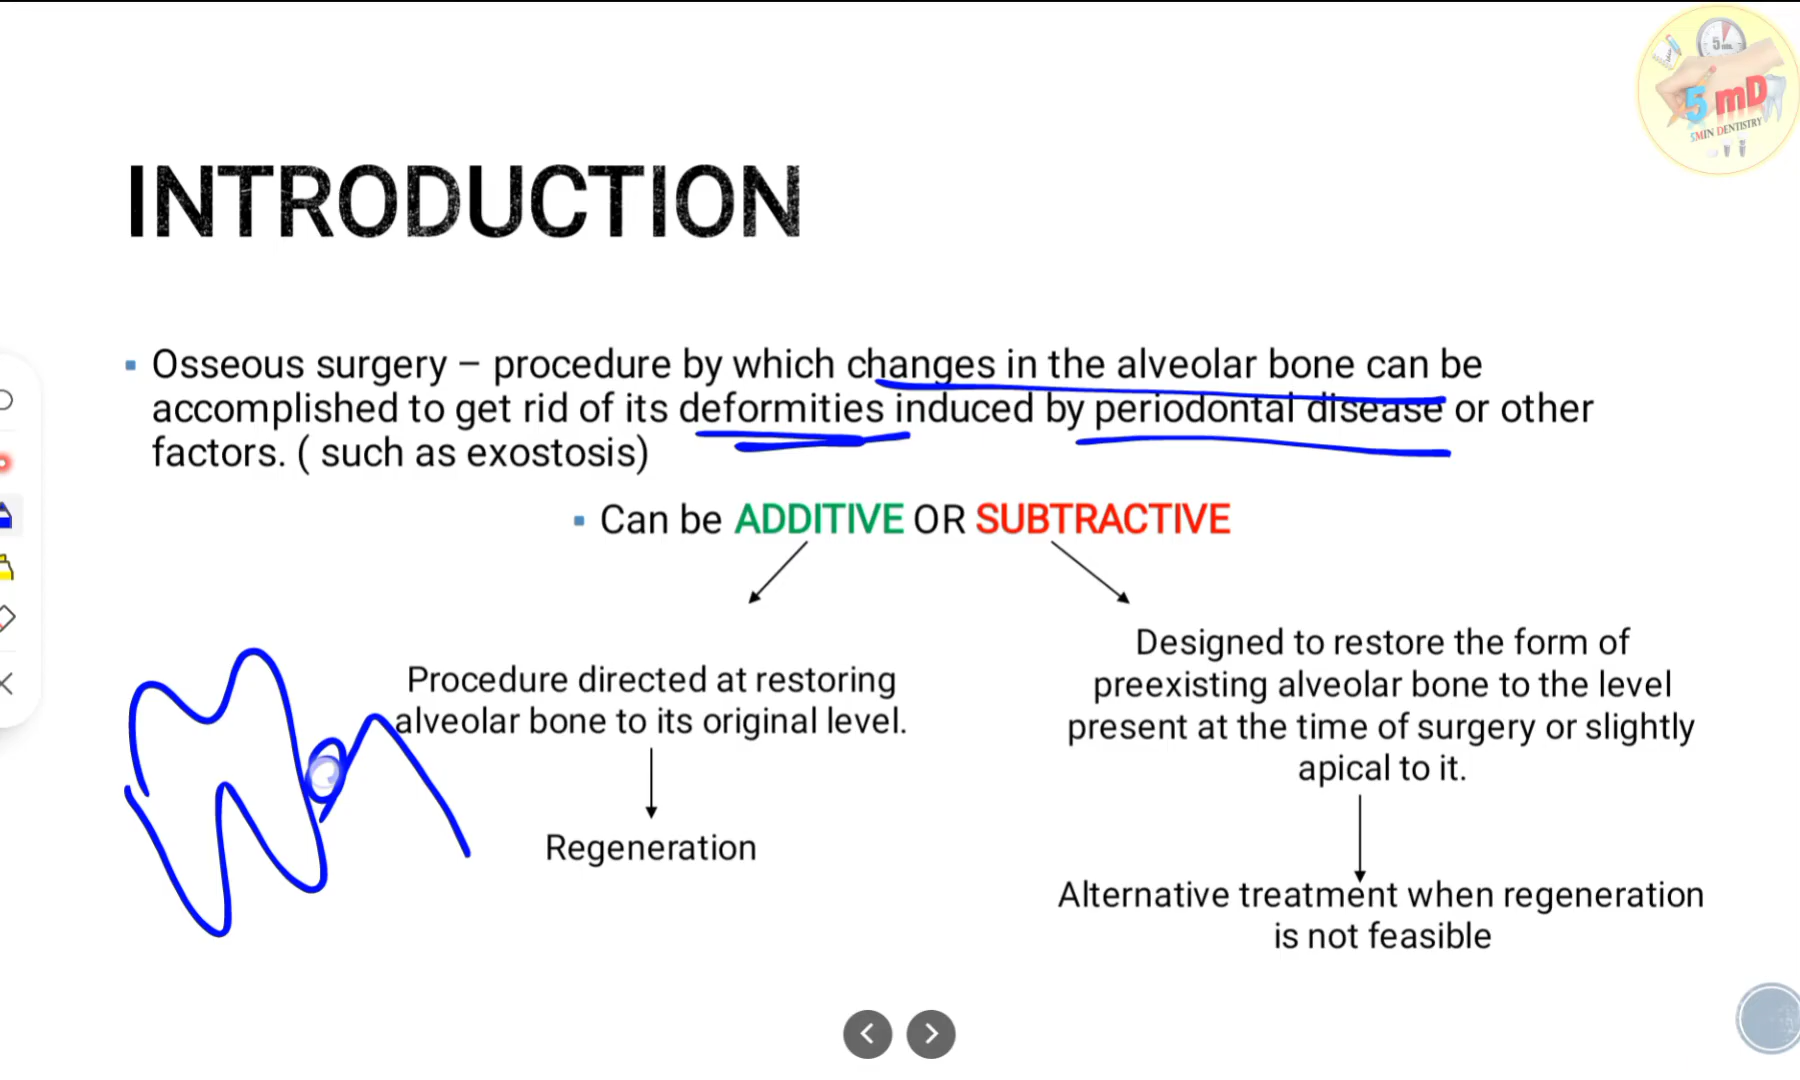 5 min.
5 mD
5MIN DENTISTRY
INTRODUCTION
▪ Osseous surgery – procedure by which changes in the alveolar bone can be
accomplished to get rid of its deformities induced by periodontal disease or other
factors. ( such as exostosis)
▪ Can be ADDITIVE OR SUBTRACTIVE
Procedure directed at restoring
alveolar bone to its original level.
Regeneration
Designed to restore the form of
preexisting alveolar bone to the level
present at the time of surgery or slightly
apical to it.
Alternative treatment when regeneration
is not feasible